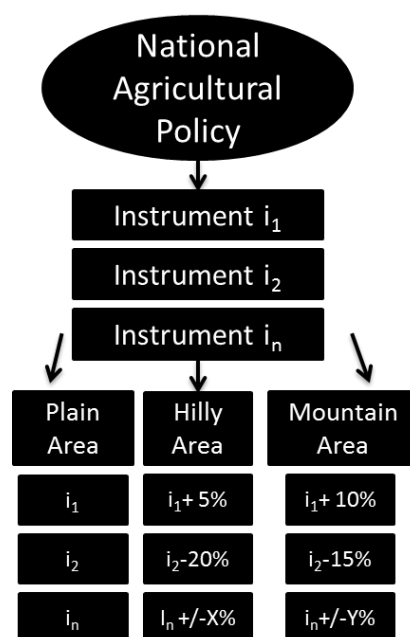 National
Agricultural
Policy
Instrument i₁
Instrument i₂
Instrument iₙ
Plain
Area
Hilly
Area
Mountain
Area
i₁
i₁+ 5%
i₁+ 10%
i₂
i₂-20%
i₂-15%
iₙ
Iₙ +/-X%
iₙ+/-Y%